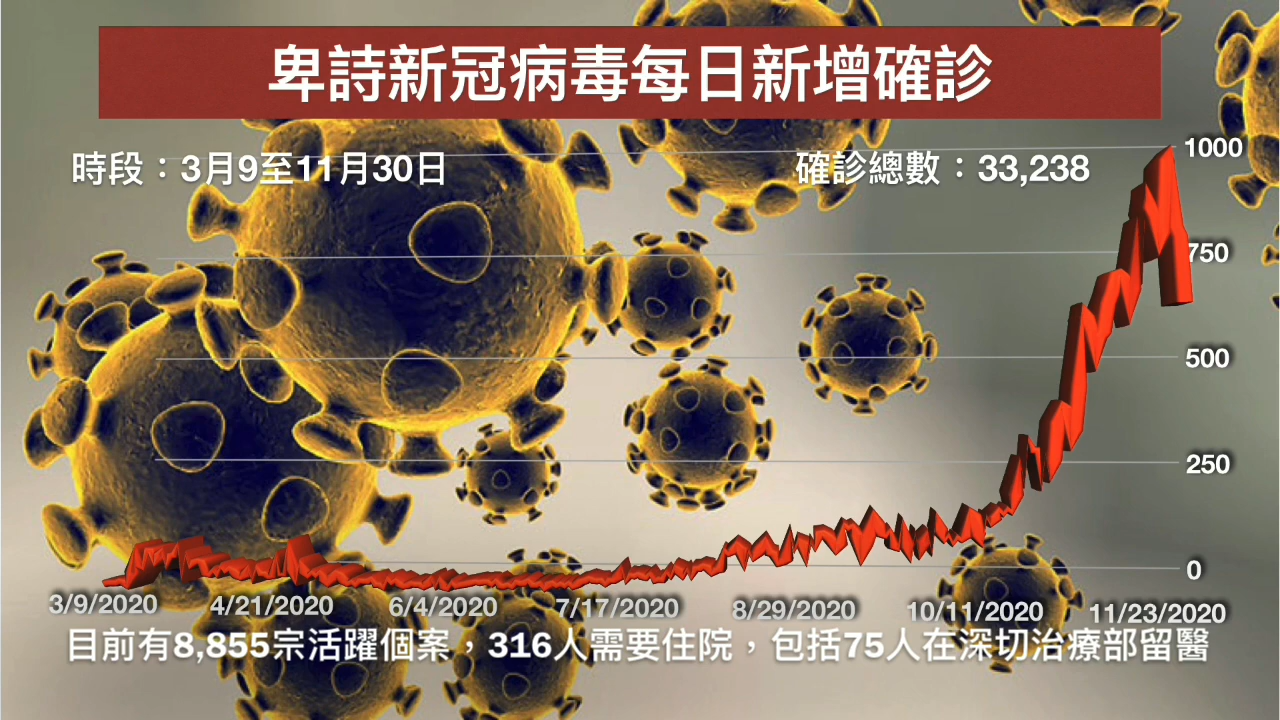 卑詩新冠病毒每日新增確診
時段：3月9至11月30日
確診總數：33,238
1000
750
500
250
0
3/9/2020 4/21/2020 6/4/2020 7/17/2020 8/29/2020 10/11/2020 11/23/2020
目前有8,855宗活躍個案，316人需要住院，包括75人在深切治療部留醫